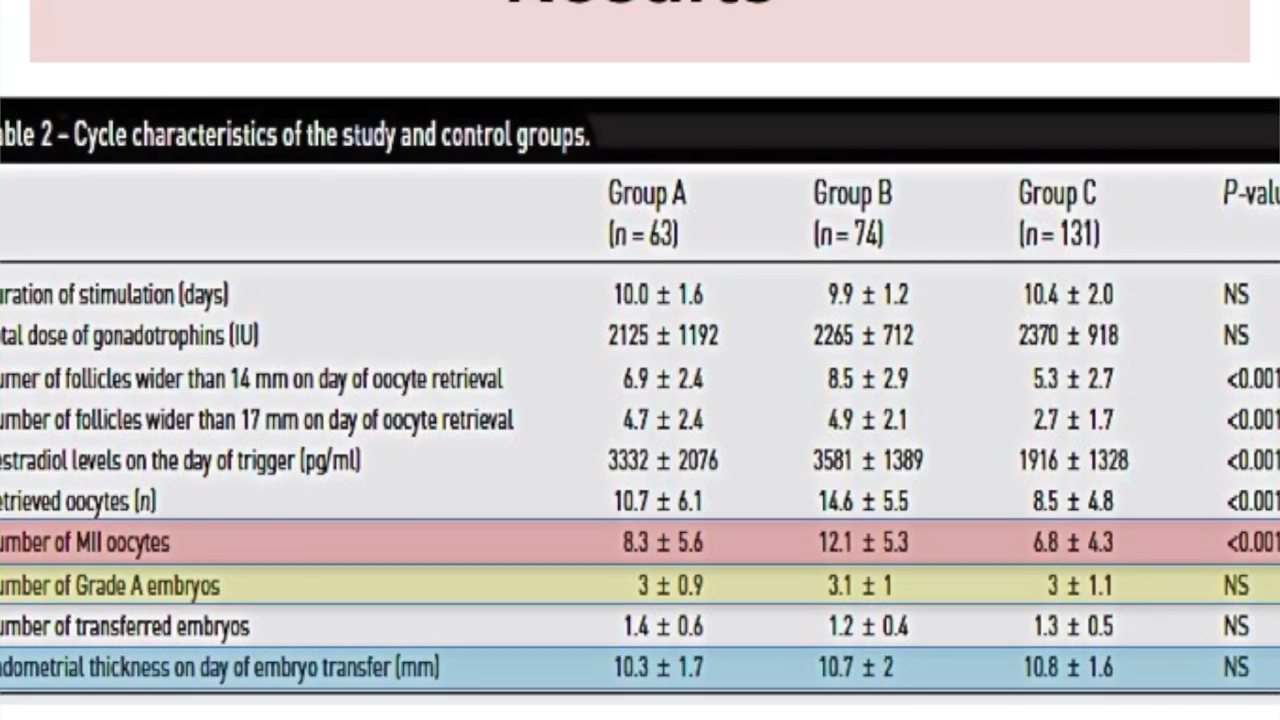 Results
able 2 – Cycle characteristics of the study and control groups.
Group A Group B Group C P-valu
(n = 63) (n = 74) (n = 131)
uration of stimulation (days) 10.0 ± 1.6 9.9 ± 1.2 10.4 ± 2.0 NS
otal dose of gonadotrophins (IU) 2125 ± 1192 2265 ± 712 2370 ± 918 NS
umer of follicles wider than 14 mm on day of oocyte retrieval 6.9 ± 2.4 8.5 ± 2.9 5.3 ± 2.7 <0.001
umber of follicles wider than 17 mm on day of oocyte retrieval 4.7 ± 2.4 4.9 ± 2.1 2.7 ± 1.7 <0.001
estradiol levels on the day of trigger (pg/ml) 3332 ± 2076 3581 ± 1389 1916 ± 1328 <0.001
etrieved oocytes (n) 10.7 ± 6.1 14.6 ± 5.5 8.5 ± 4.8 <0.001
umber of MII oocytes 8.3 ± 5.6 12.1 ± 5.3 6.8 ± 4.3 <0.001
umber of Grade A embryos 3 ± 0.9 3.1 ± 1 3 ± 1.1 NS
umber of transferred embryos 1.4 ± 0.6 1.2 ± 0.4 1.3 ± 0.5 NS
ndometrial thickness on day of embryo transfer (mm) 10.3 ± 1.7 10.7 ± 2 10.8 ± 1.6 NS